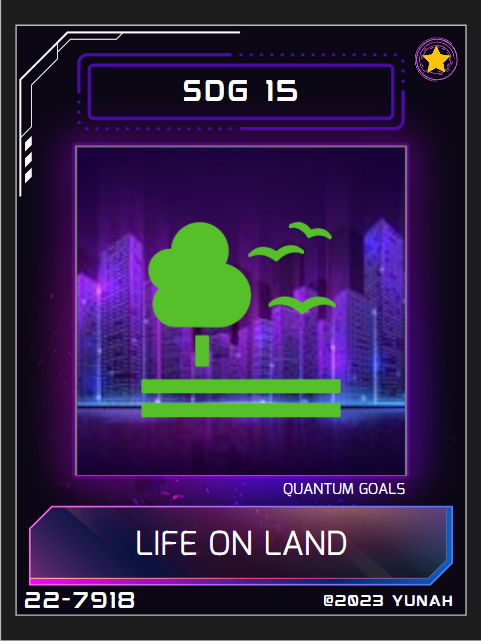 SDG 15
QUANTUM GOALS
LIFE ON LAND
22-7918
@2023 YUNAH